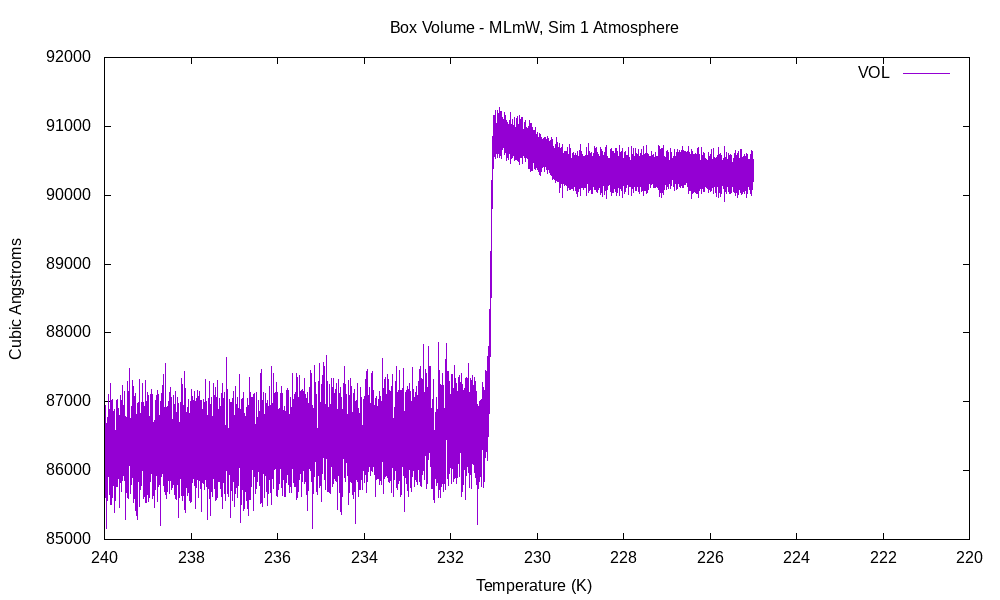 Box Volume - MLmW, Sim 1 Atmosphere
VOL
92000
91000
90000
89000
88000
87000
86000
85000
Cubic Angstroms
240 238 236 234 232 230 228 226 224 222 220
Temperature (K)